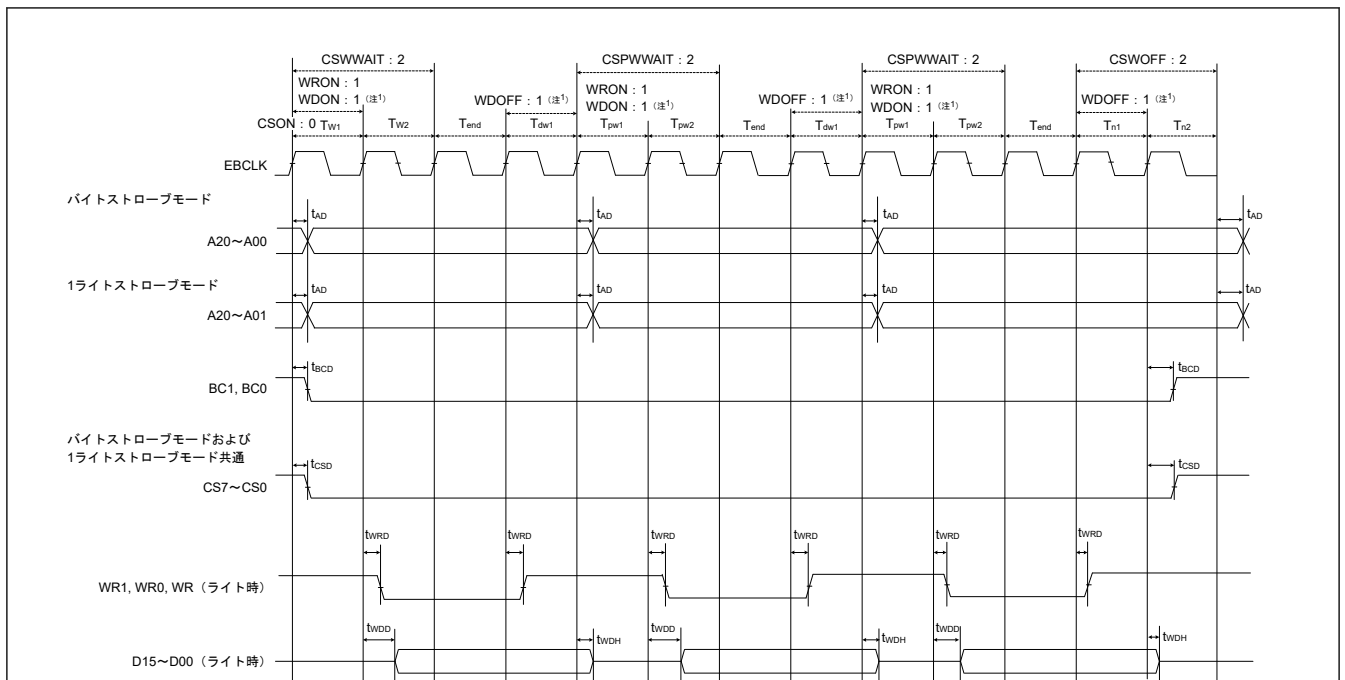 CSWWAIT：2 CSPWWAIT：2 CSPWWAIT：2 CSWOFF：2
WRON：1 WRON：1 WRON：1
WDON：1（注1） WDOFF：1（注1） WDON：1（注1） WDOFF：1（注1） WDON：1（注1） WDOFF：1（注1）
CSON：0 TW1 TW2 Tend Tdw1 Tpw1 Tpw2 Tend Tdw1 Tpw1 Tpw2 Tend Tn1 Tn2
EBCLK
バイトストローブモード
tAD tAD tAD tAD
A20～A00
1ライトストローブモード
tAD tAD tAD tAD
A20～A01
tBCD tBCD
BC1, BC0
バイトストローブモードおよび
1ライトストローブモード共通
tCSD tCSD
CS7～CS0
tWRD tWRD tWRD tWRD tWRD tWRD
WR1, WR0, WR（ライト時）
tWDD tWDH tWDD tWDH tWDD tWDH
D15～D00（ライト時）